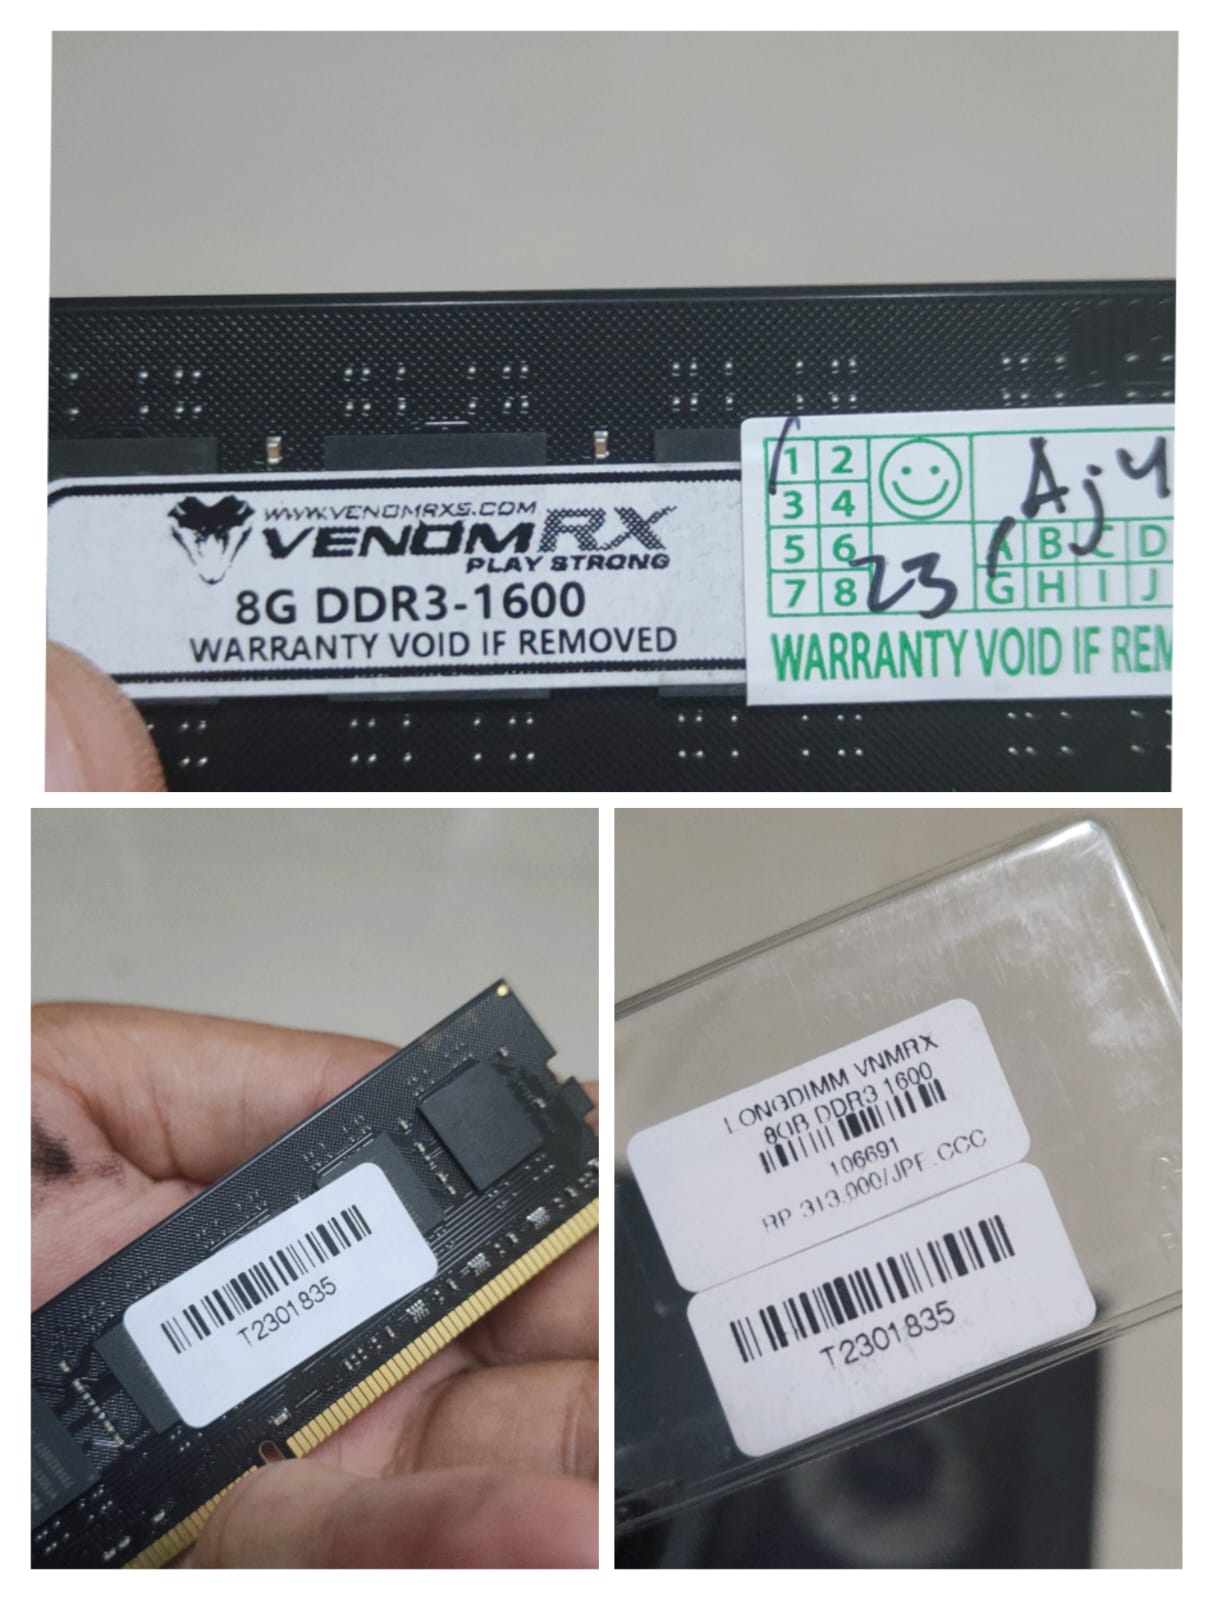 WWW.VENOMRXS.COM
VENOMRX
PLAY STRONG
8G DDR3-1600
WARRANTY VOID IF REMOVED
1 2
3 4
5 6
7 8
Ajy
23
A B C D
G H I J
WARRANTY VOID IF REM
T2301835
LONGDIMM VNMRX
8GB DDR3 1600
106691
RP 313.000/JPE.CCC
T2301835